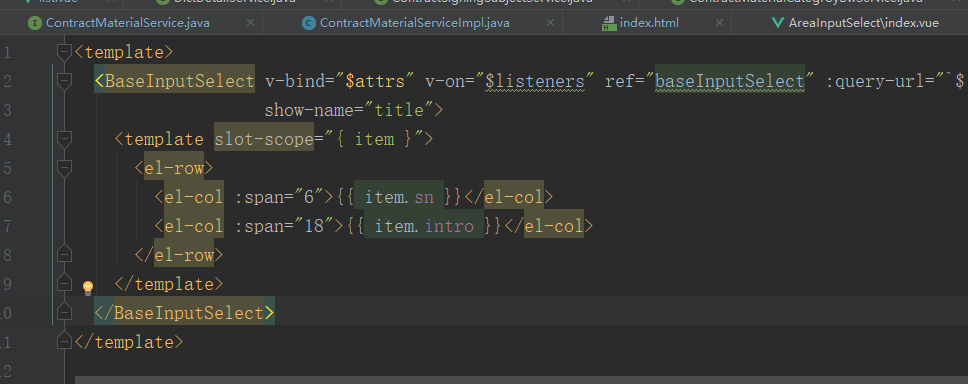 ContractMaterialService.java ContractMaterialServiceImpl.java index.html AreaInputSelect\index.vue
1 <template>
2 <BaseInputSelect v-bind="$attrs" v-on="$listeners" ref="baseInputSelect" :query-url="`$
3 show-name="title">
4 <template slot-scope="{ item }">
5 <el-row>
6 <el-col :span="6">{{ item.sn }}</el-col>
7 <el-col :span="18">{{ item.intro }}</el-col>
8 </el-row>
9 </template>
10 </BaseInputSelect>
11 </template>
12